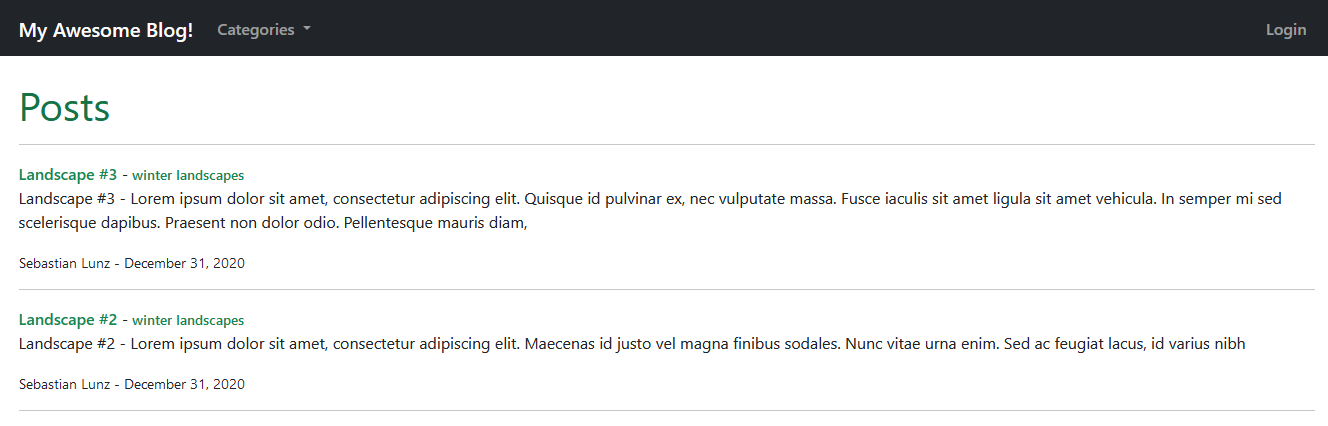 My Awesome Blog! Categories Login
Posts
Landscape #3 - winter landscapes
Landscape #3 - Lorem ipsum dolor sit amet, consectetur adipiscing elit. Quisque id pulvinar ex, nec vulputate massa. Fusce iaculis sit amet ligula sit amet vehicula. In semper mi sed
scelerisque dapibus. Praesent non dolor odio. Pellentesque mauris diam,
Sebastian Lunz - December 31, 2020
Landscape #2 - winter landscapes
Landscape #2 - Lorem ipsum dolor sit amet, consectetur adipiscing elit. Maecenas id justo vel magna finibus sodales. Nunc vitae urna enim. Sed ac feugiat lacus, id varius nibh
Sebastian Lunz - December 31, 2020